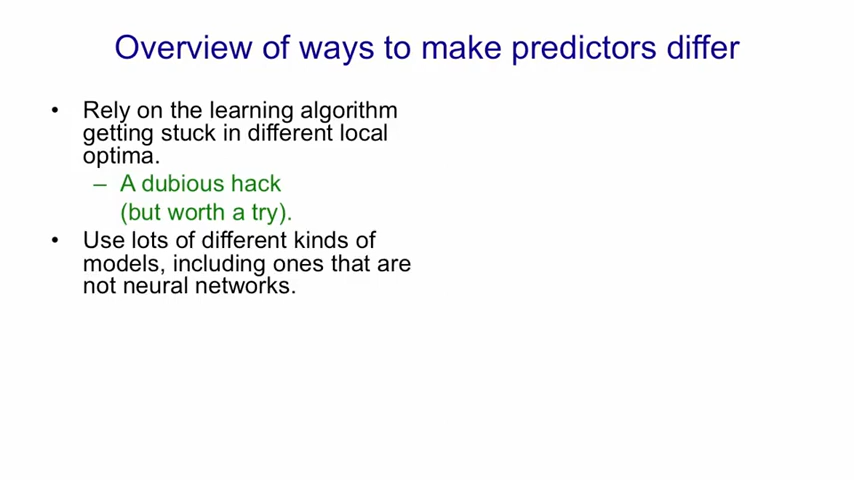 Overview of ways to make predictors differ
• Rely on the learning algorithm
getting stuck in different local
optima.
– A dubious hack
(but worth a try).
• Use lots of different kinds of
models, including ones that are
not neural networks.